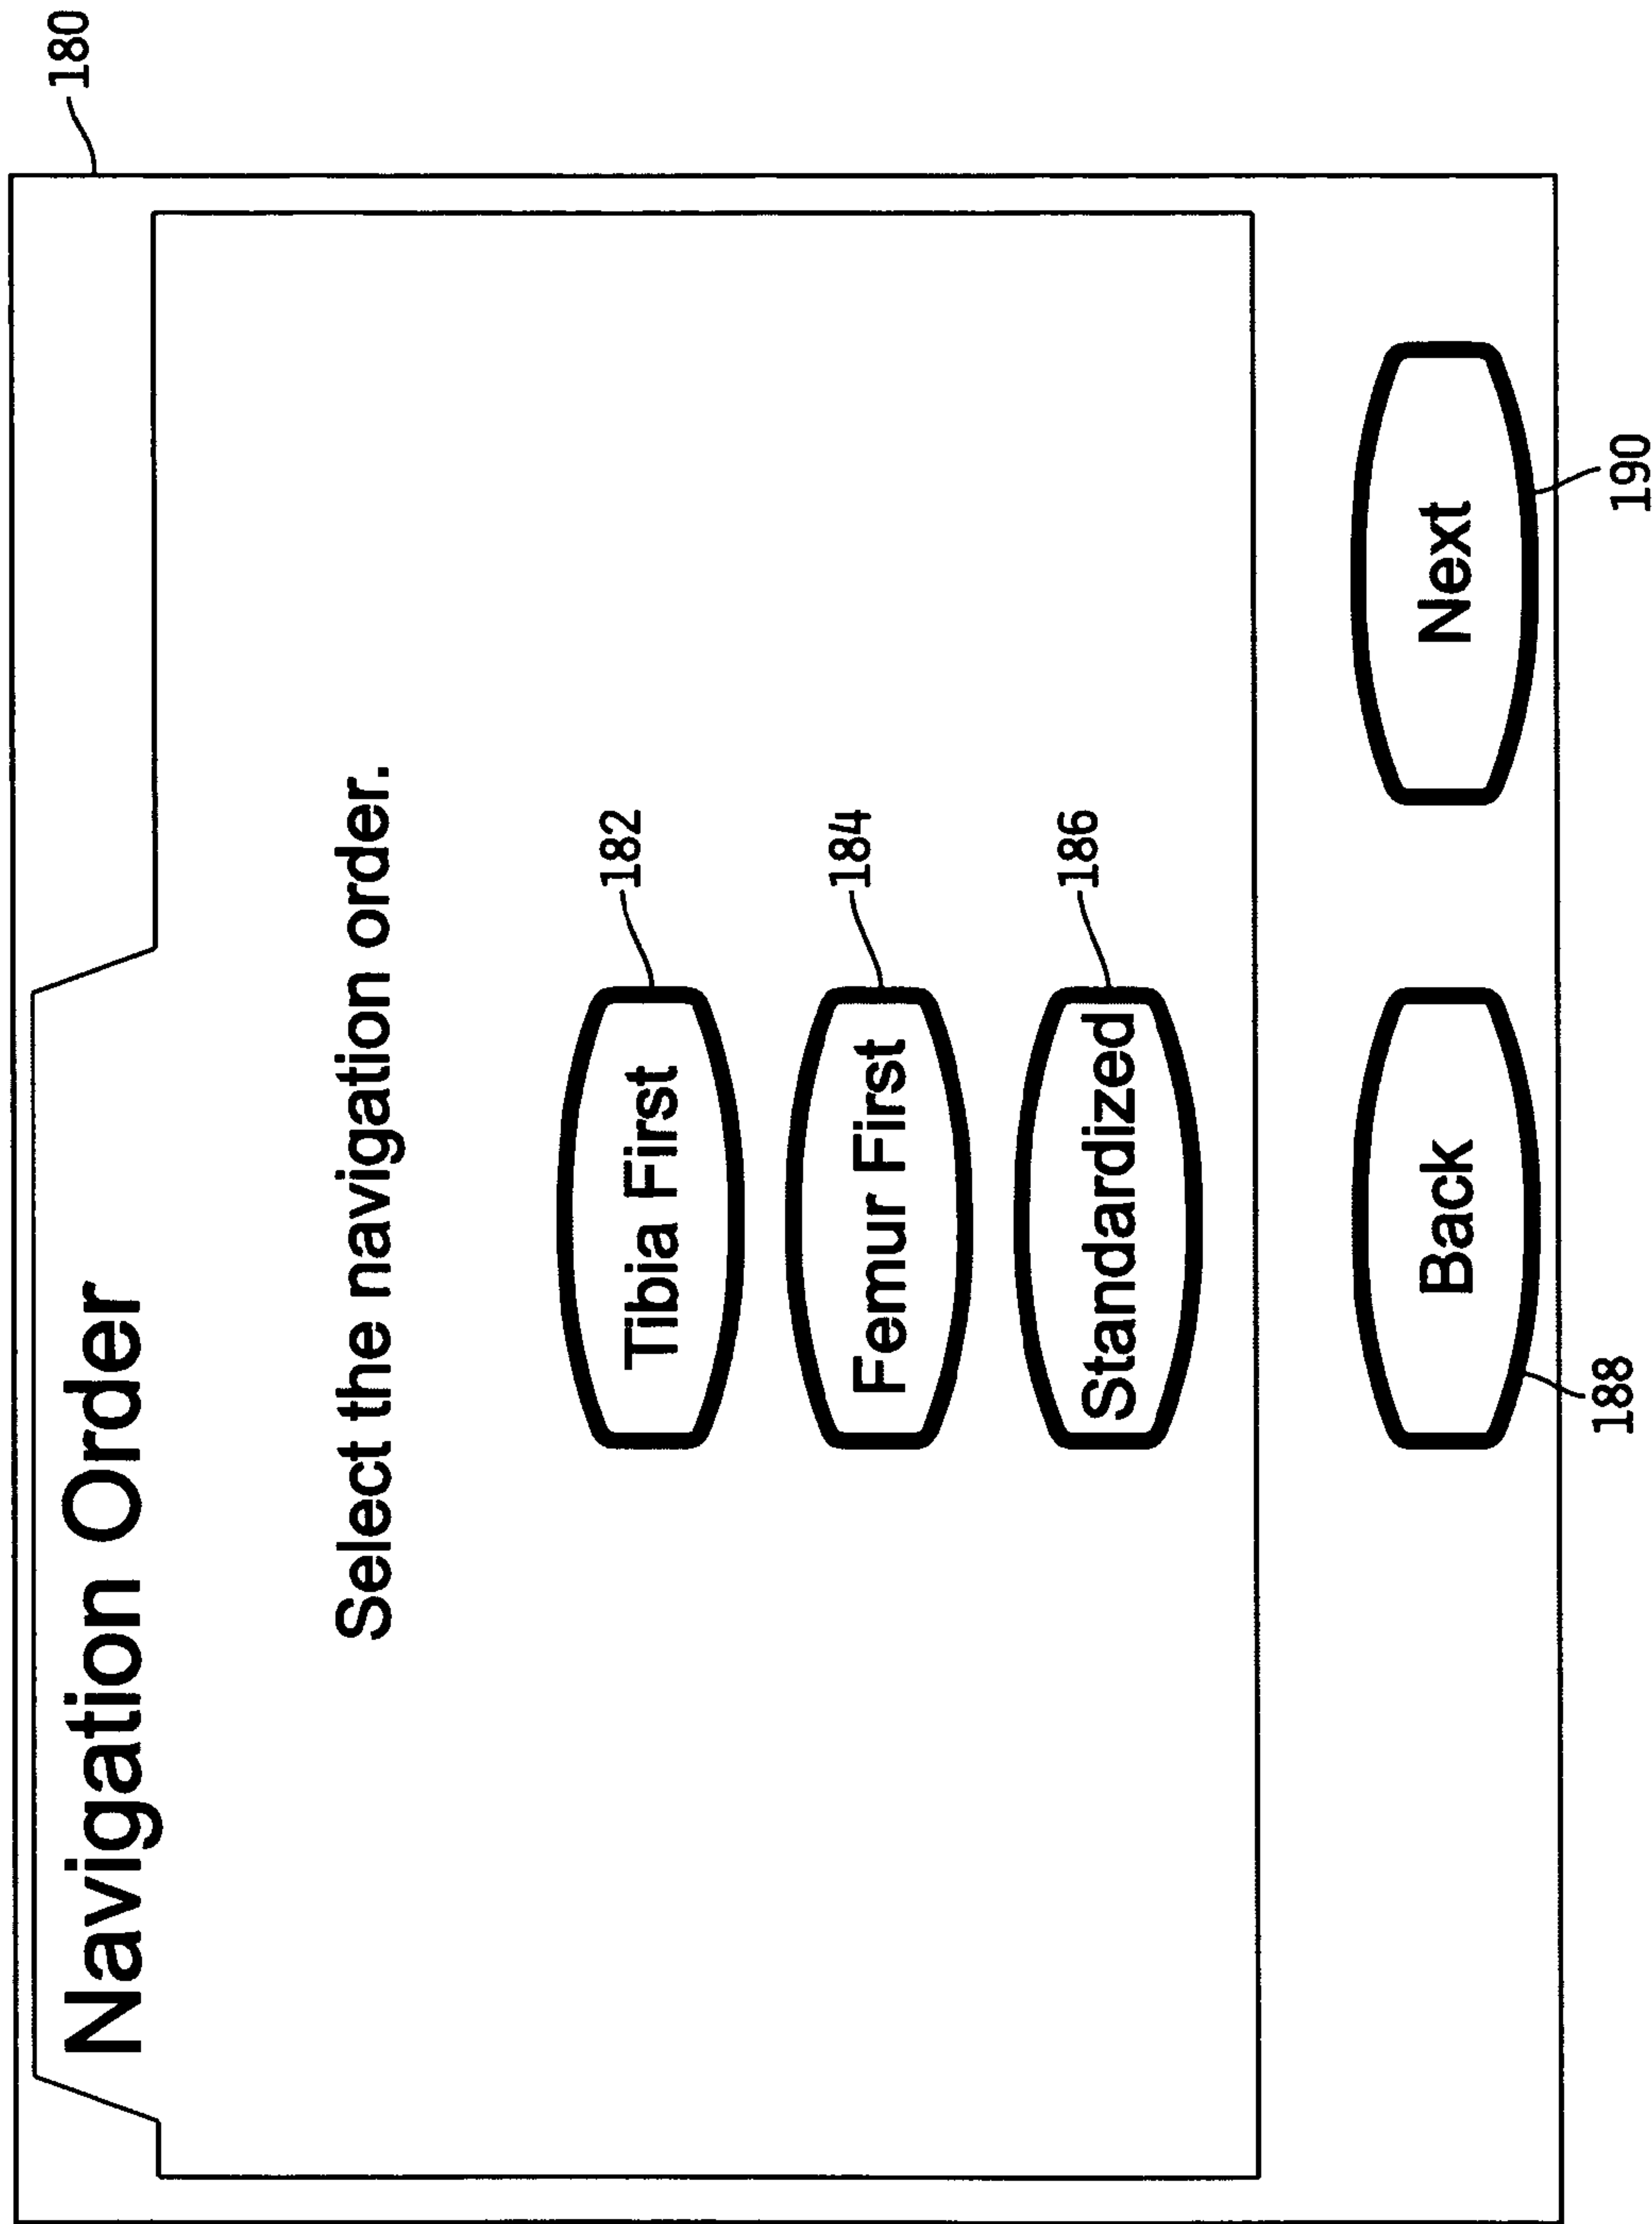 180
Navigation Order
Select the navigation order.
Tibia First
182
Femur First
184
Standardized
186
Back
Next
188
190